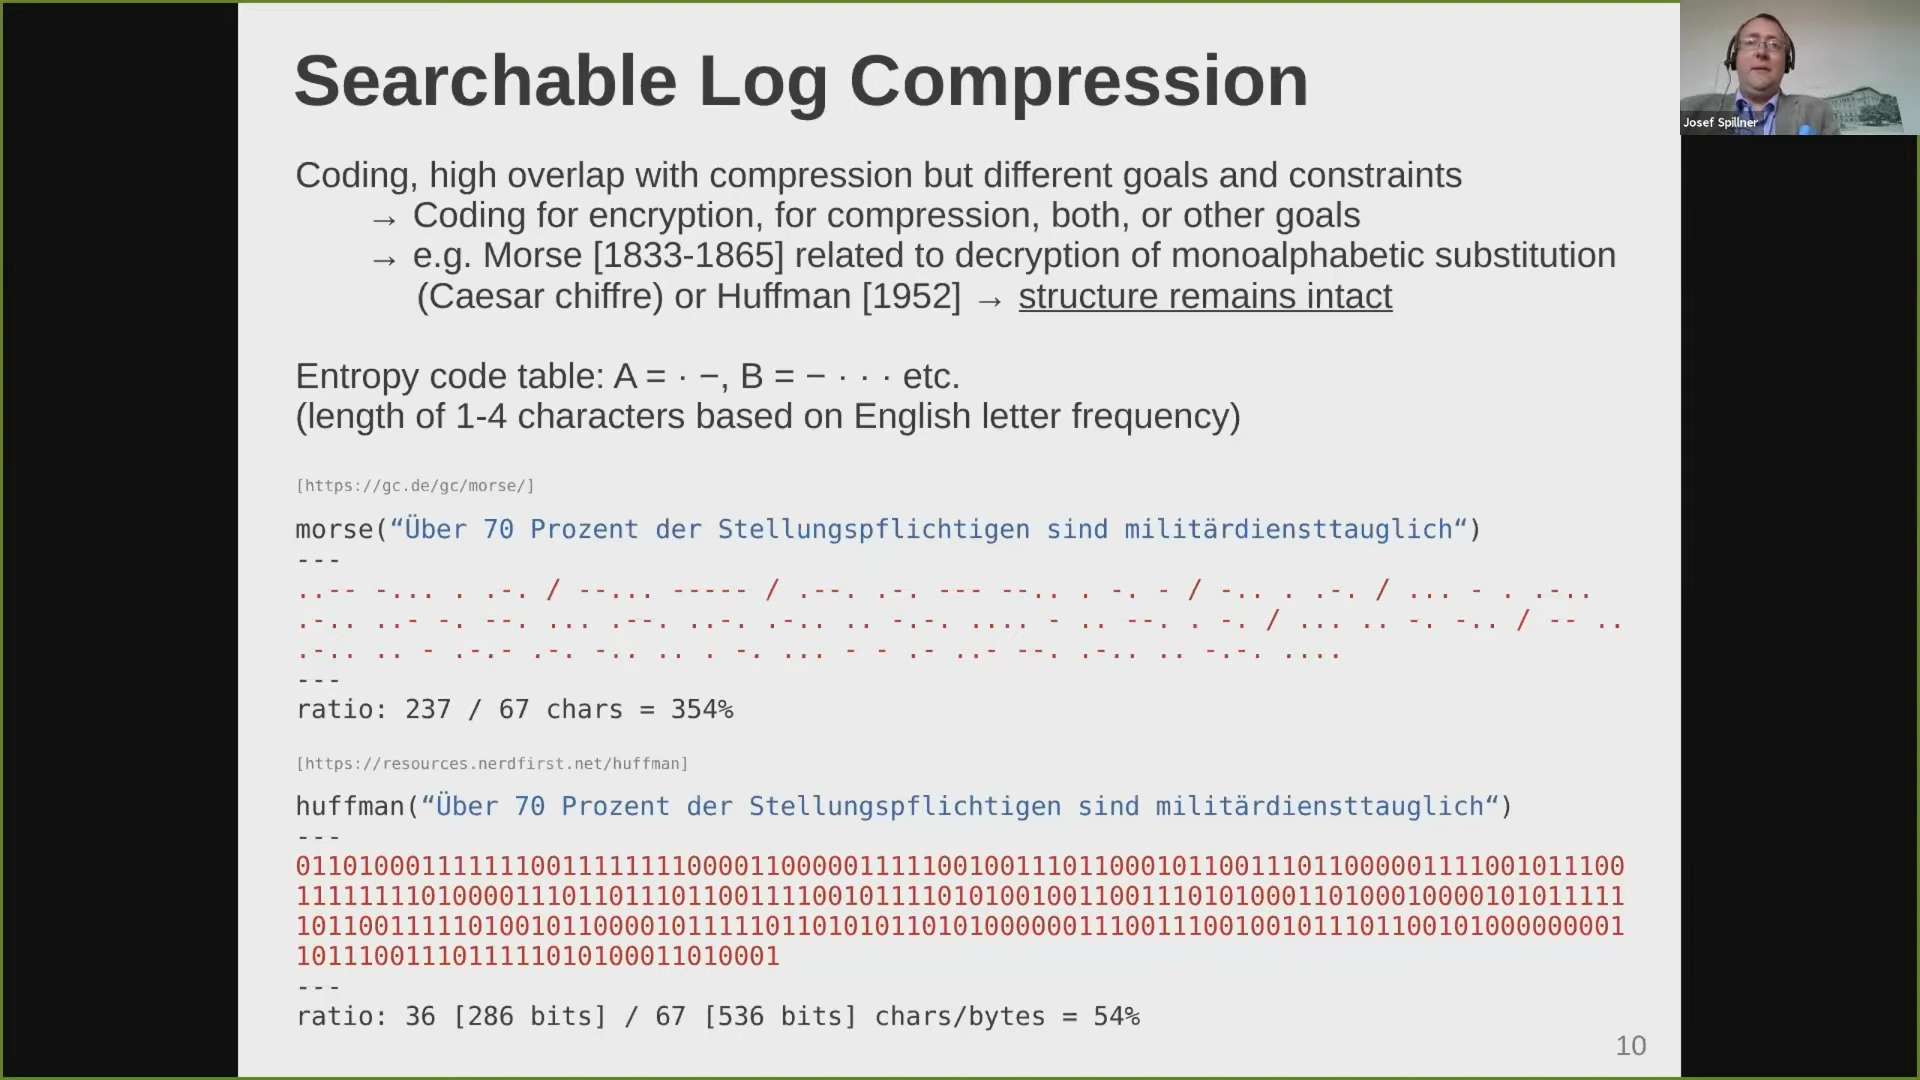 Searchable Log Compression
Josef Spillner
Coding, high overlap with compression but different goals and constraints
→ Coding for encryption, for compression, both, or other goals
→ e.g. Morse [1833-1865] related to decryption of monoalphabetic substitution
(Caesar chiffre) or Huffman [1952] → structure remains intact
Entropy code table: A = · −, B = − · · · etc.
(length of 1-4 characters based on English letter frequency)
[https://gc.de/gc/morse/]
morse(“Über 70 Prozent der Stellungspflichtigen sind militärdiensttauglich“)
---
..-- -... . .-. / --... ----- / .--. .-. --- --.. . -. - / -.. . .-. / ... - . .-..
.-.. ..- -. --. ... .--. ..-. .-.. .. -.-. .... - .. --. . -. / ... .. -. -.. / -- ..
.-.. .. - .-.- .-. -.. .. . -. ... - - .- ..- --. .-.. .. -.-. ....
---
ratio: 237 / 67 chars = 354%
[https://resources.nerdfirst.net/huffman]
huffman(“Über 70 Prozent der Stellungspflichtigen sind militärdiensttauglich“)
---
0110100011111110011111111000011000001111100100111011000101100111011000001111001011100
1111111101000011101101110110011110010111101010010011001110101000110100010000101011111
1011001111101001011000010111110110101011010100000011100111001001011101100101000000001
1011100111011111010100011010001
---
ratio: 36 [286 bits] / 67 [536 bits] chars/bytes = 54%
10